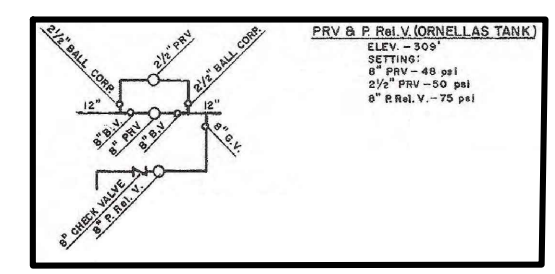 PRV & P. Rel. V. (ORNELLAS TANK)
ELEV. – 309'
SETTING:
8" PRV – 48 psi
2½" PRV – 50 psi
8" P. Rel. V. – 75 psi
2½" BALL CORP.
2½" PRV
2½" BALL CORP.
12"
12"
8" B.V.
8" PRV
8" B.V
8" G.V.
8" CHECK VALVE
8" P. Rel. V.